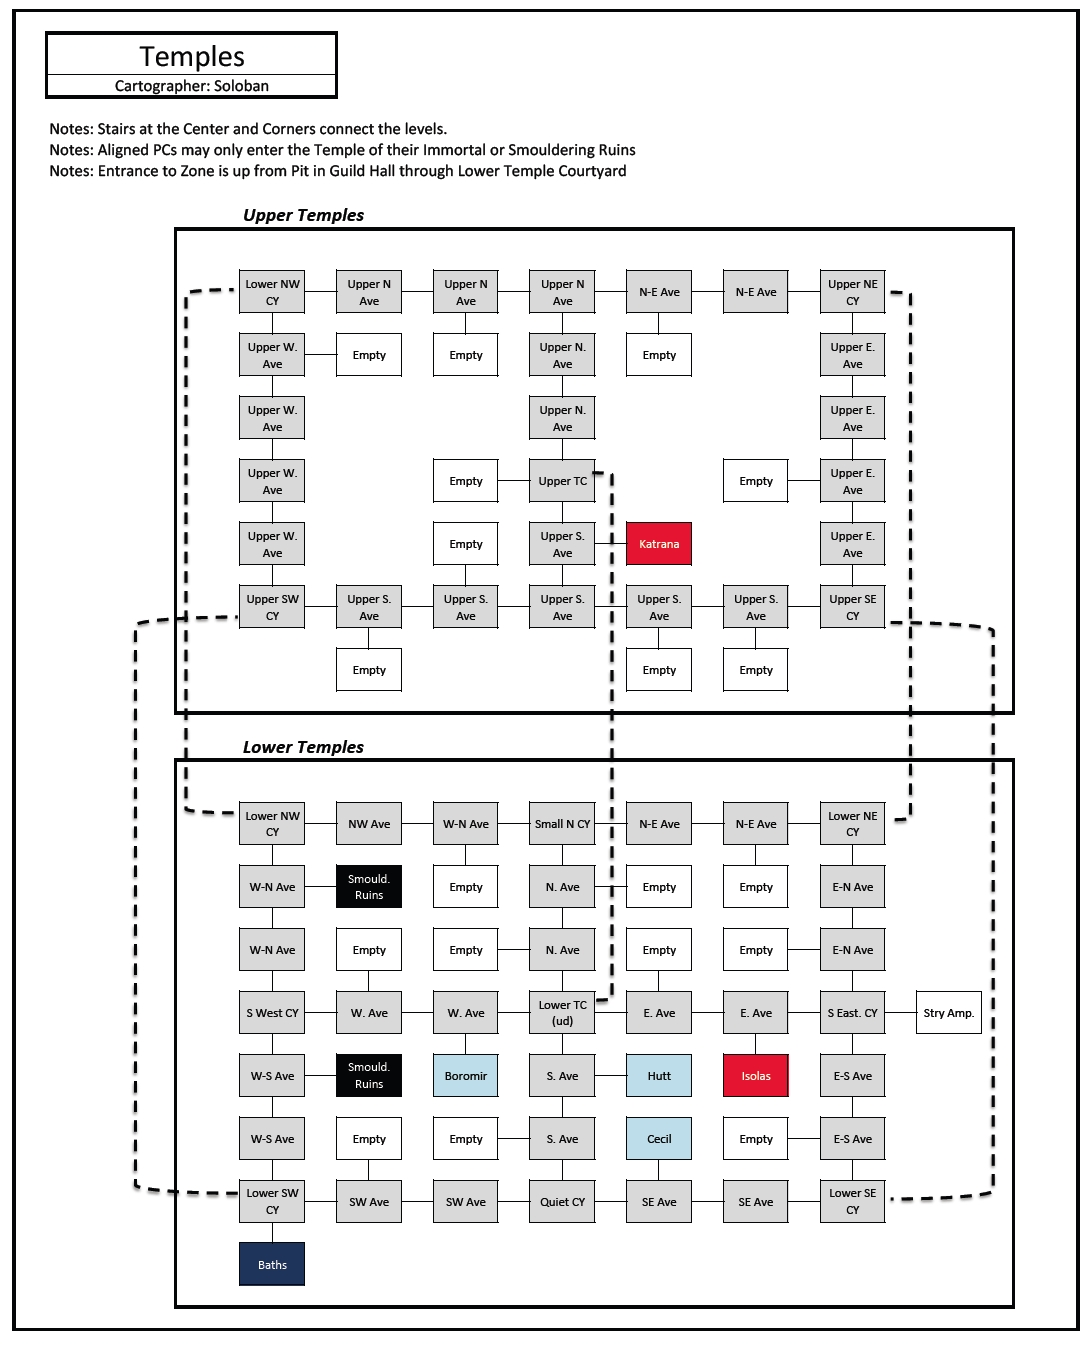 Temples
Cartographer: Soloban
Notes: Stairs at the Center and Corners connect the levels.
Notes: Aligned PCs may only enter the Temple of their Immortal or Smouldering Ruins
Notes: Entrance to Zone is up from Pit in Guild Hall through Lower Temple Courtyard
Upper Temples
Lower NW
CY
Upper N
Ave
Upper N
Ave
Upper N
Ave
N-E Ave
N-E Ave
Upper NE
CY
Upper W.
Ave
Empty
Empty
Upper N.
Ave
Empty
Upper E.
Ave
Upper W.
Ave
Upper N.
Ave
Upper E.
Ave
Upper W.
Ave
Empty
Upper TC
Empty
Upper E.
Ave
Upper W.
Ave
Empty
Upper S.
Ave
Katrana
Upper E.
Ave
Upper SW
CY
Upper S.
Ave
Upper S.
Ave
Upper S.
Ave
Upper S.
Ave
Upper S.
Ave
Upper SE
CY
Empty
Empty
Empty
Lower Temples
Lower NW
CY
NW Ave
W-N Ave
Small N CY
N-E Ave
N-E Ave
Lower NE
CY
W-N Ave
Smould.
Ruins
Empty
N. Ave
Empty
Empty
E-N Ave
W-N Ave
Empty
Empty
N. Ave
Empty
Empty
E-N Ave
S West CY
W. Ave
W. Ave
Lower TC
(ud)
E. Ave
E. Ave
S East. CY
Stry Amp.
W-S Ave
Smould.
Ruins
Boromir
S. Ave
Hutt
Isolas
E-S Ave
W-S Ave
Empty
Empty
S. Ave
Cecil
Empty
E-S Ave
Lower SW
CY
SW Ave
SW Ave
Quiet CY
SE Ave
SE Ave
Lower SE
CY
Baths